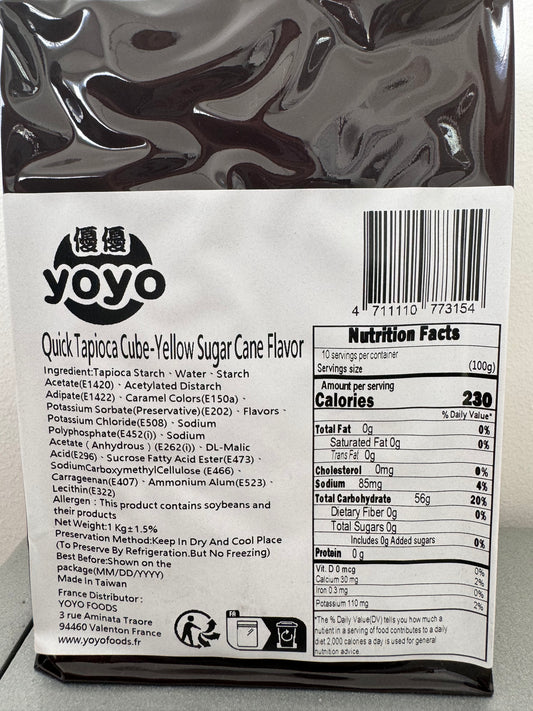 優優
yoyo
4 711110 773154
Quick Tapioca Cube-Yellow Sugar Cane Flavor
Ingredient:Tapioca Starch、Water、Starch
Acetate(E1420)、Acetylated Distarch
Adipate(E1422)、Caramel Colors(E150a)、
Potassium Sorbate(Preservative)(E202)、Flavors、
Potassium Chloride(E508)、Sodium
Polyphosphate(E452(i))、Sodium
Acetate（Anhydrous）(E262(i))、DL-Malic
Acid(E296)、Sucrose Fatty Acid Ester(E473)、
SodiumCarboxymethylCellulose (E466)、
Carrageenan(E407)、Ammonium Alum(E523)、
Lecithin(E322)
Allergen：This product contains soybeans and
their products
Net Weight:1 Kg±1.5%
Preservation Method:Keep In Dry And Cool Place
(To Preserve By Refrigeration.But No Freezing)
Best Before:Shown on the
package(MM/DD/YYYY)
Made In Taiwan
France Distributor:
YOYO FOODS
3 rue Aminata Traore
94460 Valenton France
www.yoyofoods.fr
FR
Nutrition Facts
10 servings per container
Servings size (100g)
Amount per serving
Calories 230
% Daily Value*
Total Fat 0g 0%
Saturated Fat 0g 0%
Trans Fat 0g
Cholesterol 0mg 0%
Sodium 85mg 4%
Total Carbohydrate 56g 20%
Dietary Fiber 0g 0%
Total Sugars 0g
Includes 0g Added sugars 0%
Protein 0 g
Vit. D 0 mcg 0%
Calcium 30 mg 2%
Iron 0.3 mg 0%
Potassium 110 mg 2%
*The % Daily Value(DV) tells you how much a
nutient in a serving of food contributes to a daily
diet 2,000 calories a day is used for general
nutrition advice.